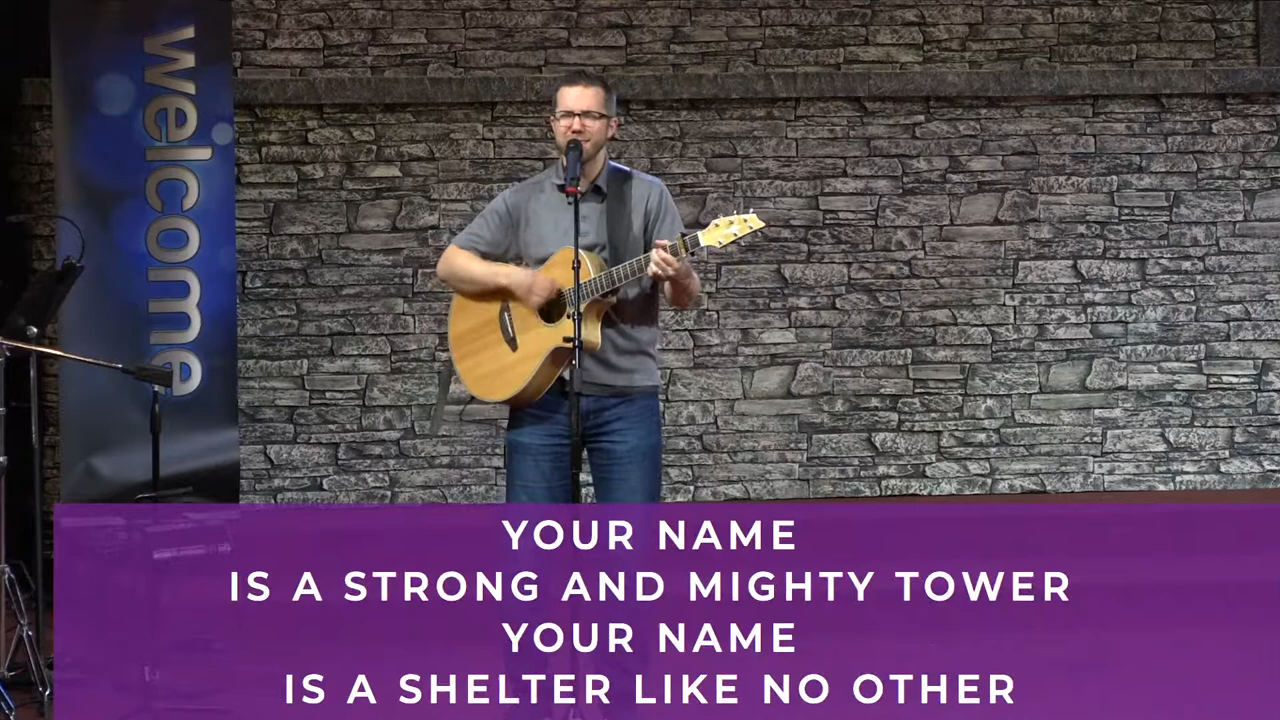 welcome
YOUR NAME
IS A STRONG AND MIGHTY TOWER
YOUR NAME
IS A SHELTER LIKE NO OTHER